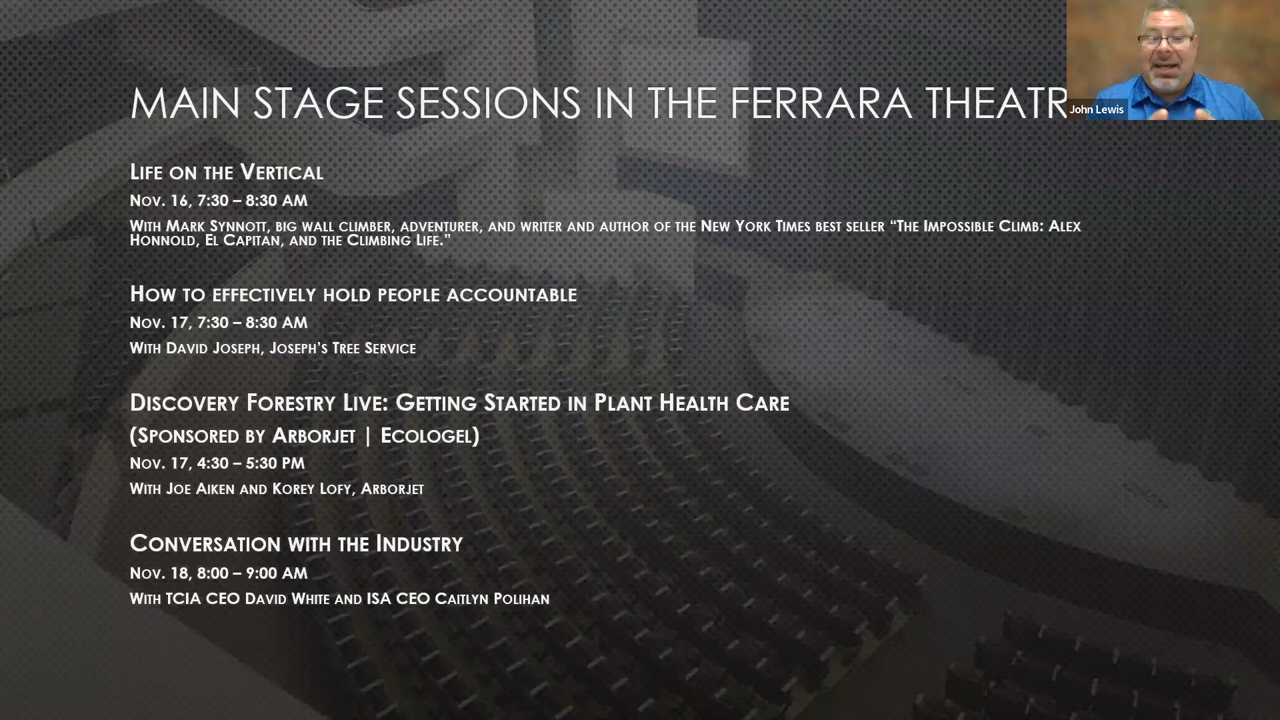 MAIN STAGE SESSIONS IN THE FERRARA THEATR
John Lewis
LIFE ON THE VERTICAL
NOV. 16, 7:30 – 8:30 AM
WITH MARK SYNNOTT, BIG WALL CLIMBER, ADVENTURER, AND WRITER AND AUTHOR OF THE NEW YORK TIMES BEST SELLER “THE IMPOSSIBLE CLIMB: ALEX
HONNOLD, EL CAPITAN, AND THE CLIMBING LIFE.”
HOW TO EFFECTIVELY HOLD PEOPLE ACCOUNTABLE
NOV. 17, 7:30 – 8:30 AM
WITH DAVID JOSEPH, JOSEPH’S TREE SERVICE
DISCOVERY FORESTRY LIVE: GETTING STARTED IN PLANT HEALTH CARE
(SPONSORED BY ARBORJET | ECOLOGEL)
NOV. 17, 4:30 – 5:30 PM
WITH JOE AIKEN AND KOREY LOFY, ARBORJET
CONVERSATION WITH THE INDUSTRY
NOV. 18, 8:00 – 9:00 AM
WITH TCIA CEO DAVID WHITE AND ISA CEO CAITLYN POLIHAN